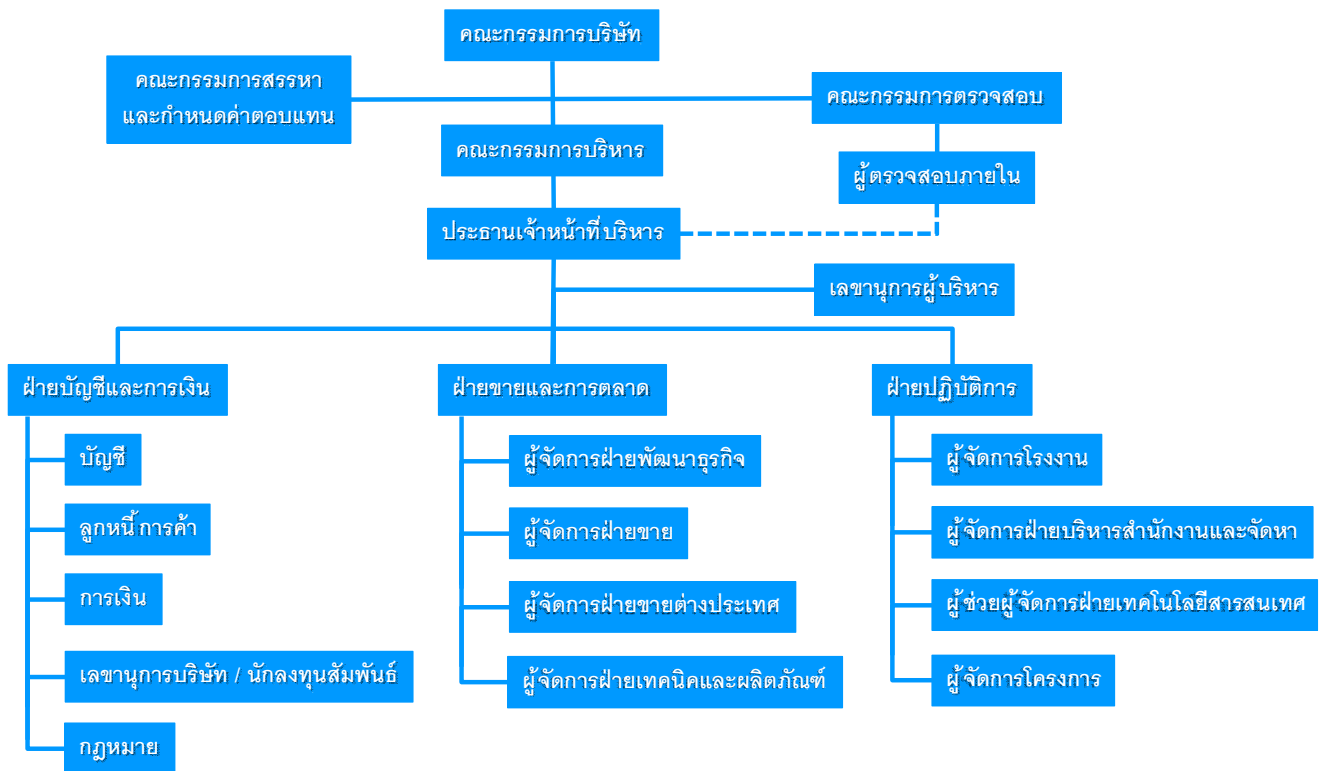 คณะกรรมการบริษัท
คณะกรรมการสรรหา
และกำหนดค่าตอบแทน
คณะกรรมการตรวจสอบ
คณะกรรมการบริหาร
ผู้ตรวจสอบภายใน
ประธานเจ้าหน้าที่บริหาร
เลขานุการผู้บริหาร
ฝ่ายบัญชีและการเงิน
บัญชี
ลูกหนี้การค้า
การเงิน
เลขานุการบริษัท / นักลงทุนสัมพันธ์
กฎหมาย
ฝ่ายขายและการตลาด
ผู้จัดการฝ่ายพัฒนาธุรกิจ
ผู้จัดการฝ่ายขาย
ผู้จัดการฝ่ายขายต่างประเทศ
ผู้จัดการฝ่ายเทคนิคและผลิตภัณฑ์
ฝ่ายปฏิบัติการ
ผู้จัดการโรงงาน
ผู้จัดการฝ่ายบริหารสำนักงานและจัดหา
ผู้ช่วยผู้จัดการฝ่ายเทคโนโลยีสารสนเทศ
ผู้จัดการโครงการ